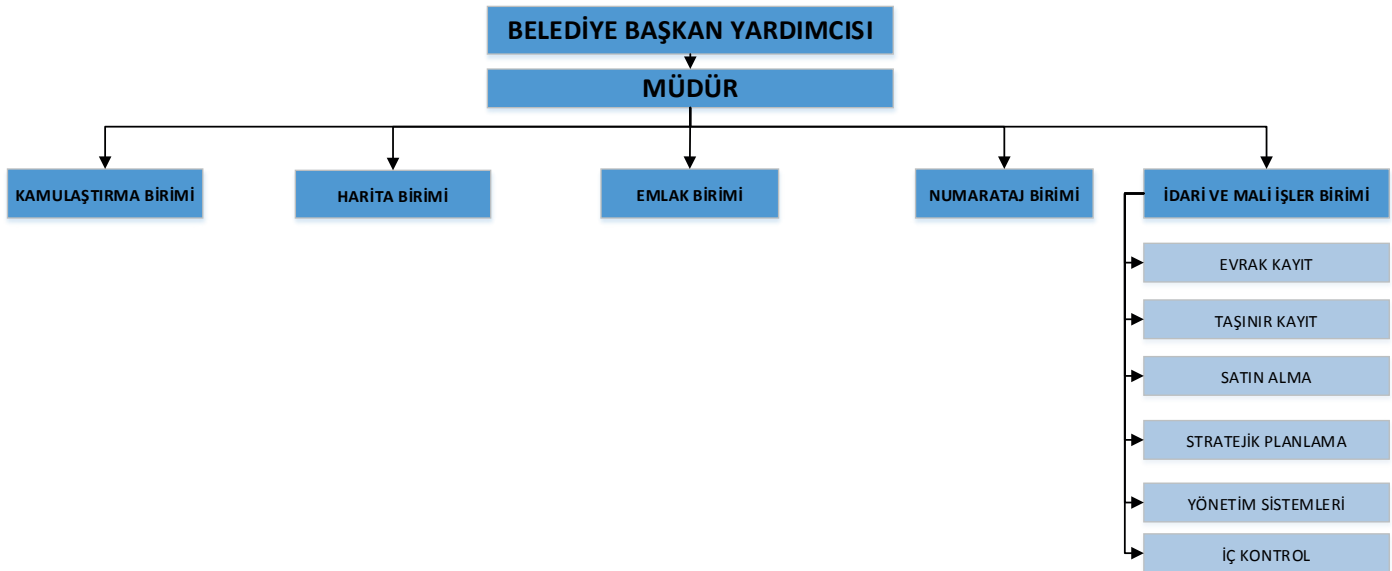 BELEDİYE BAŞKAN YARDIMCISI
MÜDÜR
KAMULAŞTIRMA BİRİMİ
HARİTA BİRİMİ
EMLAK BİRİMİ
NUMARATAJ BİRİMİ
İDARİ VE MALİ İŞLER BİRIMİ
EVRAK KAYIT
TAŞINIR KAYIT
SATIN ALMA
STRATEJİK PLANLAMA
YÖNETİM SİSTEMLERİ
İÇ KONTROL